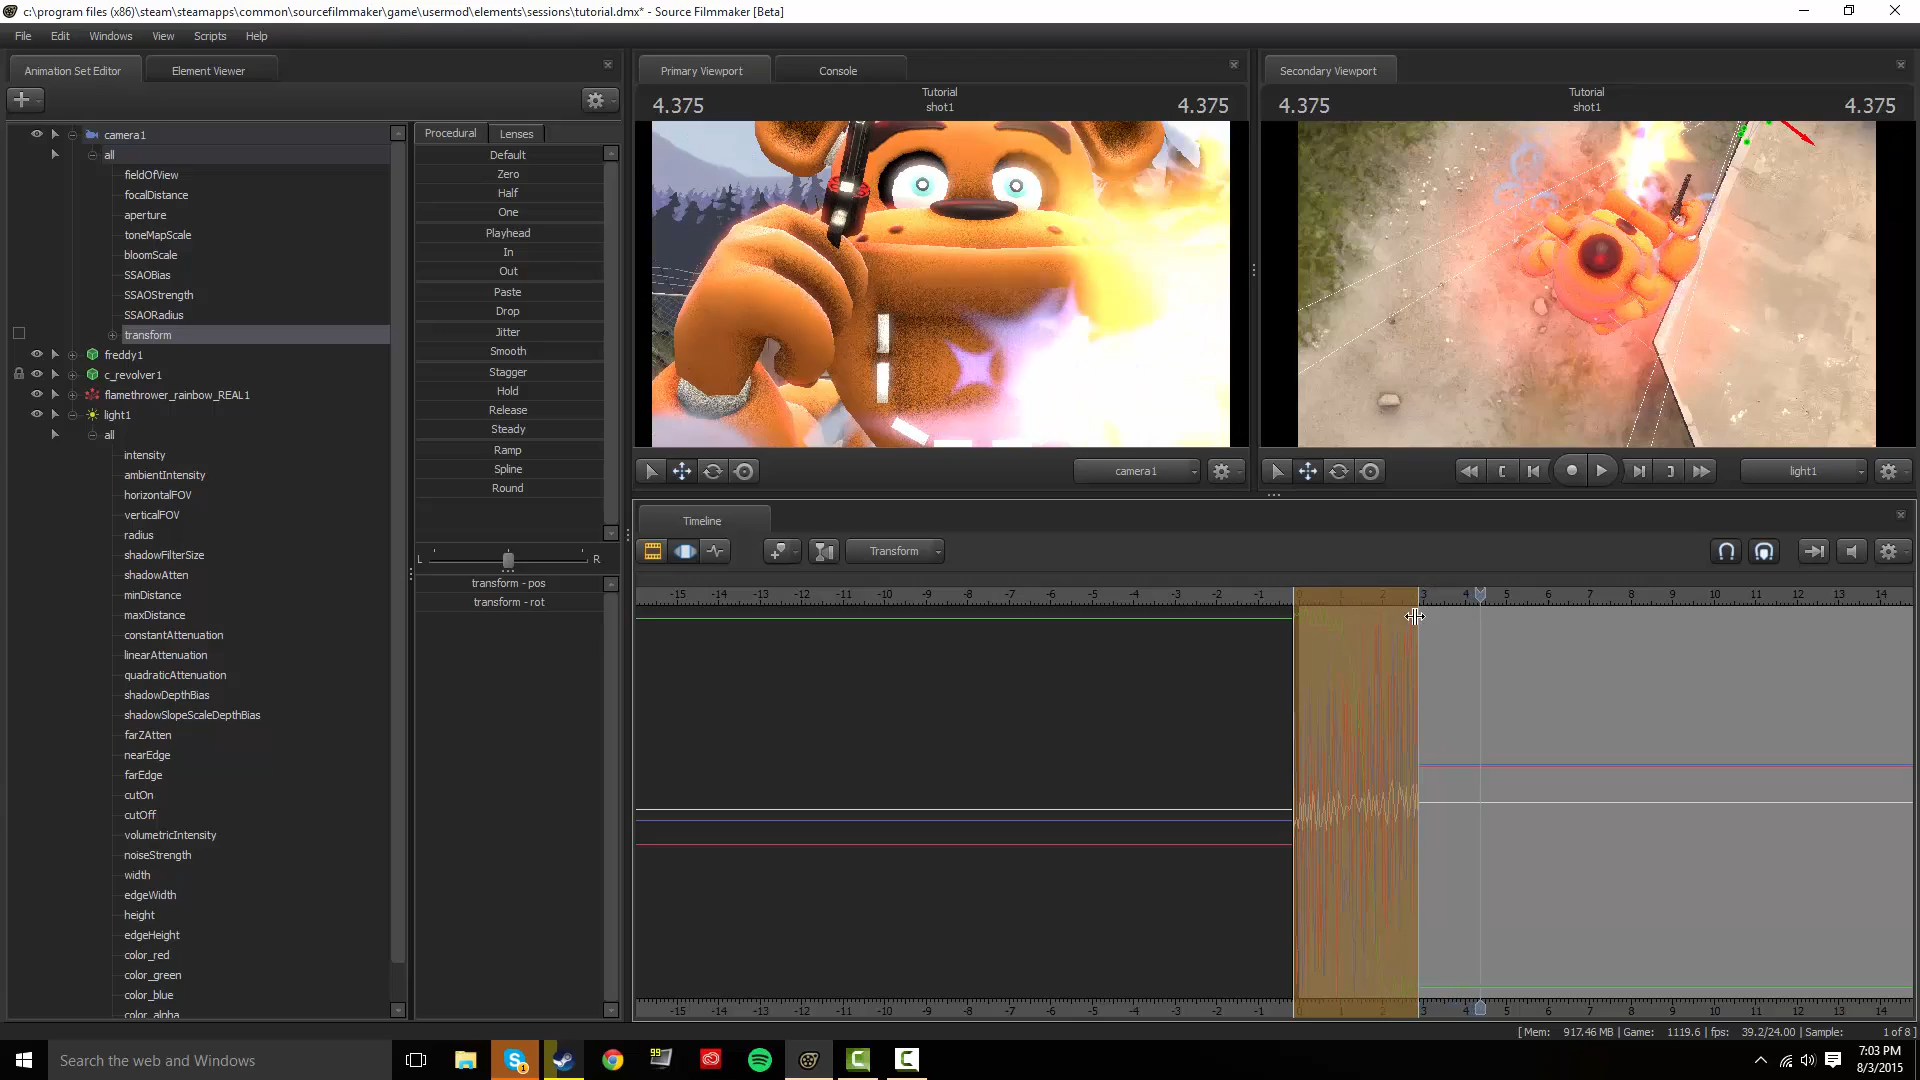 c:\program files (x86)\steam\steamapps\common\sourcefilmmaker\game\usermod\elements\sessions\tutorial.dmx* - Source Filmmaker [Beta]
File Edit Windows View Scripts Help
Animation Set Editor Element Viewer
Primary Viewport Console
Secondary Viewport
4.375 Tutorial 4.375
shot1
4.375 Tutorial 4.375
shot1
camera1
all
fieldOfView
focalDistance
aperture
toneMapScale
bloomScale
SSAOBias
SSAOStrength
SSAORadius
transform
freddy1
c_revolver1
flamethrower_rainbow_REAL1
light1
all
intensity
ambientIntensity
horizontalFOV
verticalFOV
radius
shadowFilterSize
shadowAtten
minDistance
maxDistance
constantAttenuation
linearAttenuation
quadraticAttenuation
shadowDepthBias
shadowSlopeScaleDepthBias
farZAtten
nearEdge
farEdge
cutOn
cutOff
volumetricIntensity
noiseStrength
width
edgeWidth
height
edgeHeight
color_red
color_green
color_blue
color_alpha
Procedural Lenses
Default
Zero
Half
One
Playhead
In
Out
Paste
Drop
Jitter
Smooth
Stagger
Hold
Release
Steady
Ramp
Spline
Round
L R
transform - pos
transform - rot
camera1
light1
Timeline
Transform
-15 -14 -13 -12 -11 -10 -9 -8 -7 -6 -5 -4 -3 -2 -1 0 1 2 3 4 5 6 7 8 9 10 11 12 13 14
-15 -14 -13 -12 -11 -10 -9 -8 -7 -6 -5 -4 -3 -2 -1 0 1 2 3 4 5 6 7 8 9 10 11 12 13 14
[ Mem: 917.46 MB | Game: 1119.6 | fps: 39.2/24.00 | Sample: 1 of 8 ]
Search the web and Windows
1
99
7:03 PM
8/3/2015